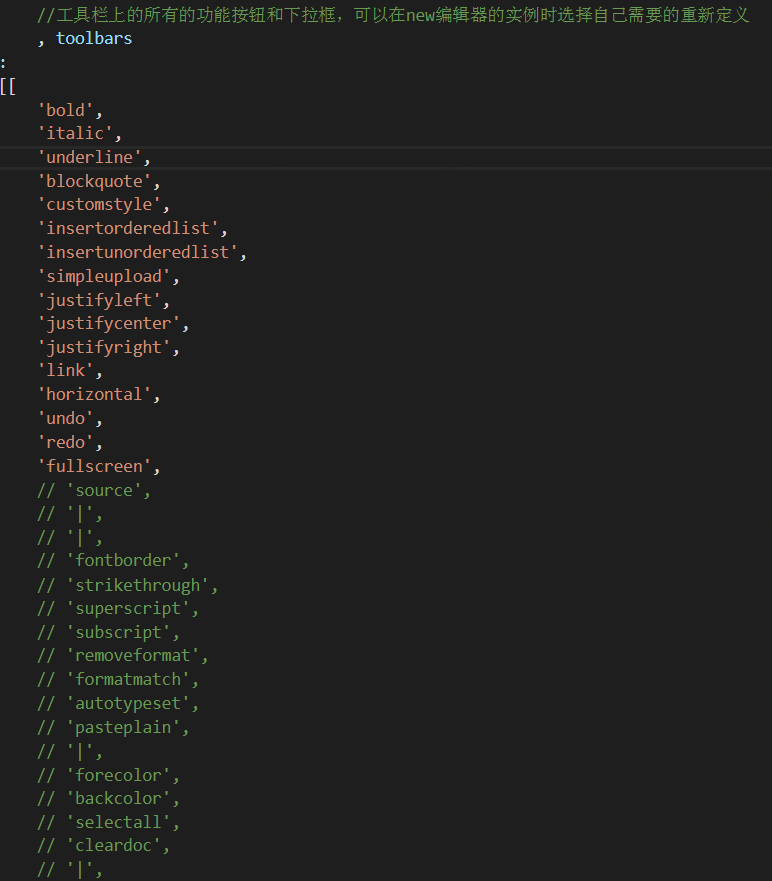 //工具栏上的所有的功能按钮和下拉框，可以在new编辑器的实例时选择自己需要的重新定义
, toolbars
:
[[
'bold',
'italic',
'underline',
'blockquote',
'customstyle',
'insertorderedlist',
'insertunorderedlist',
'simpleupload',
'justifyleft',
'justifycenter',
'justifyright',
'link',
'horizontal',
'undo',
'redo',
'fullscreen',
// 'source',
// '|',
// '|',
// 'fontborder',
// 'strikethrough',
// 'superscript',
// 'subscript',
// 'removeformat',
// 'formatmatch',
// 'autotypeset',
// 'pasteplain',
// '|',
// 'forecolor',
// 'backcolor',
// 'selectall',
// 'cleardoc',
// '|',